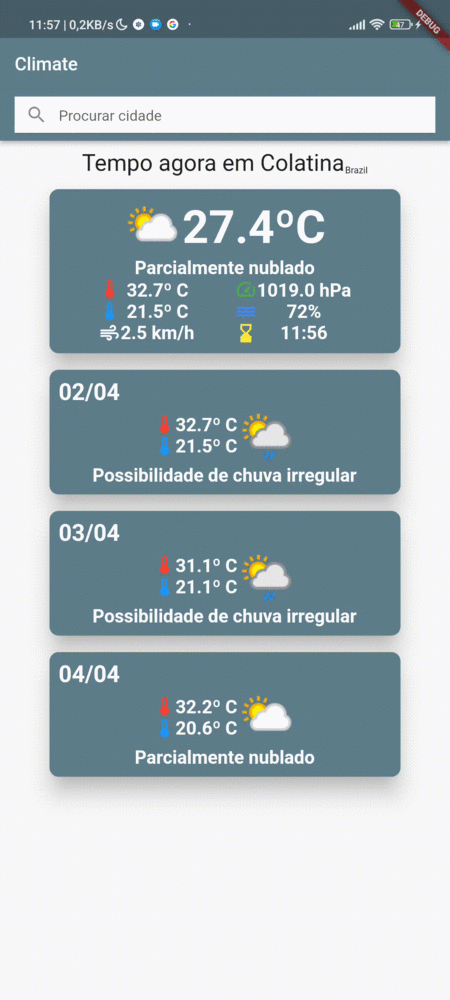 11:57 | 0,2KB/s
47
DEBUG
Climate
Procurar cidade
Tempo agora em Colatina Brazil
27.4ºC
Parcialmente nublado
32.7º C 1019.0 hPa
21.5º C 72%
2.5 km/h 11:56
02/04
32.7º C
21.5º C
Possibilidade de chuva irregular
03/04
31.1º C
21.1º C
Possibilidade de chuva irregular
04/04
32.2º C
20.6º C
Parcialmente nublado